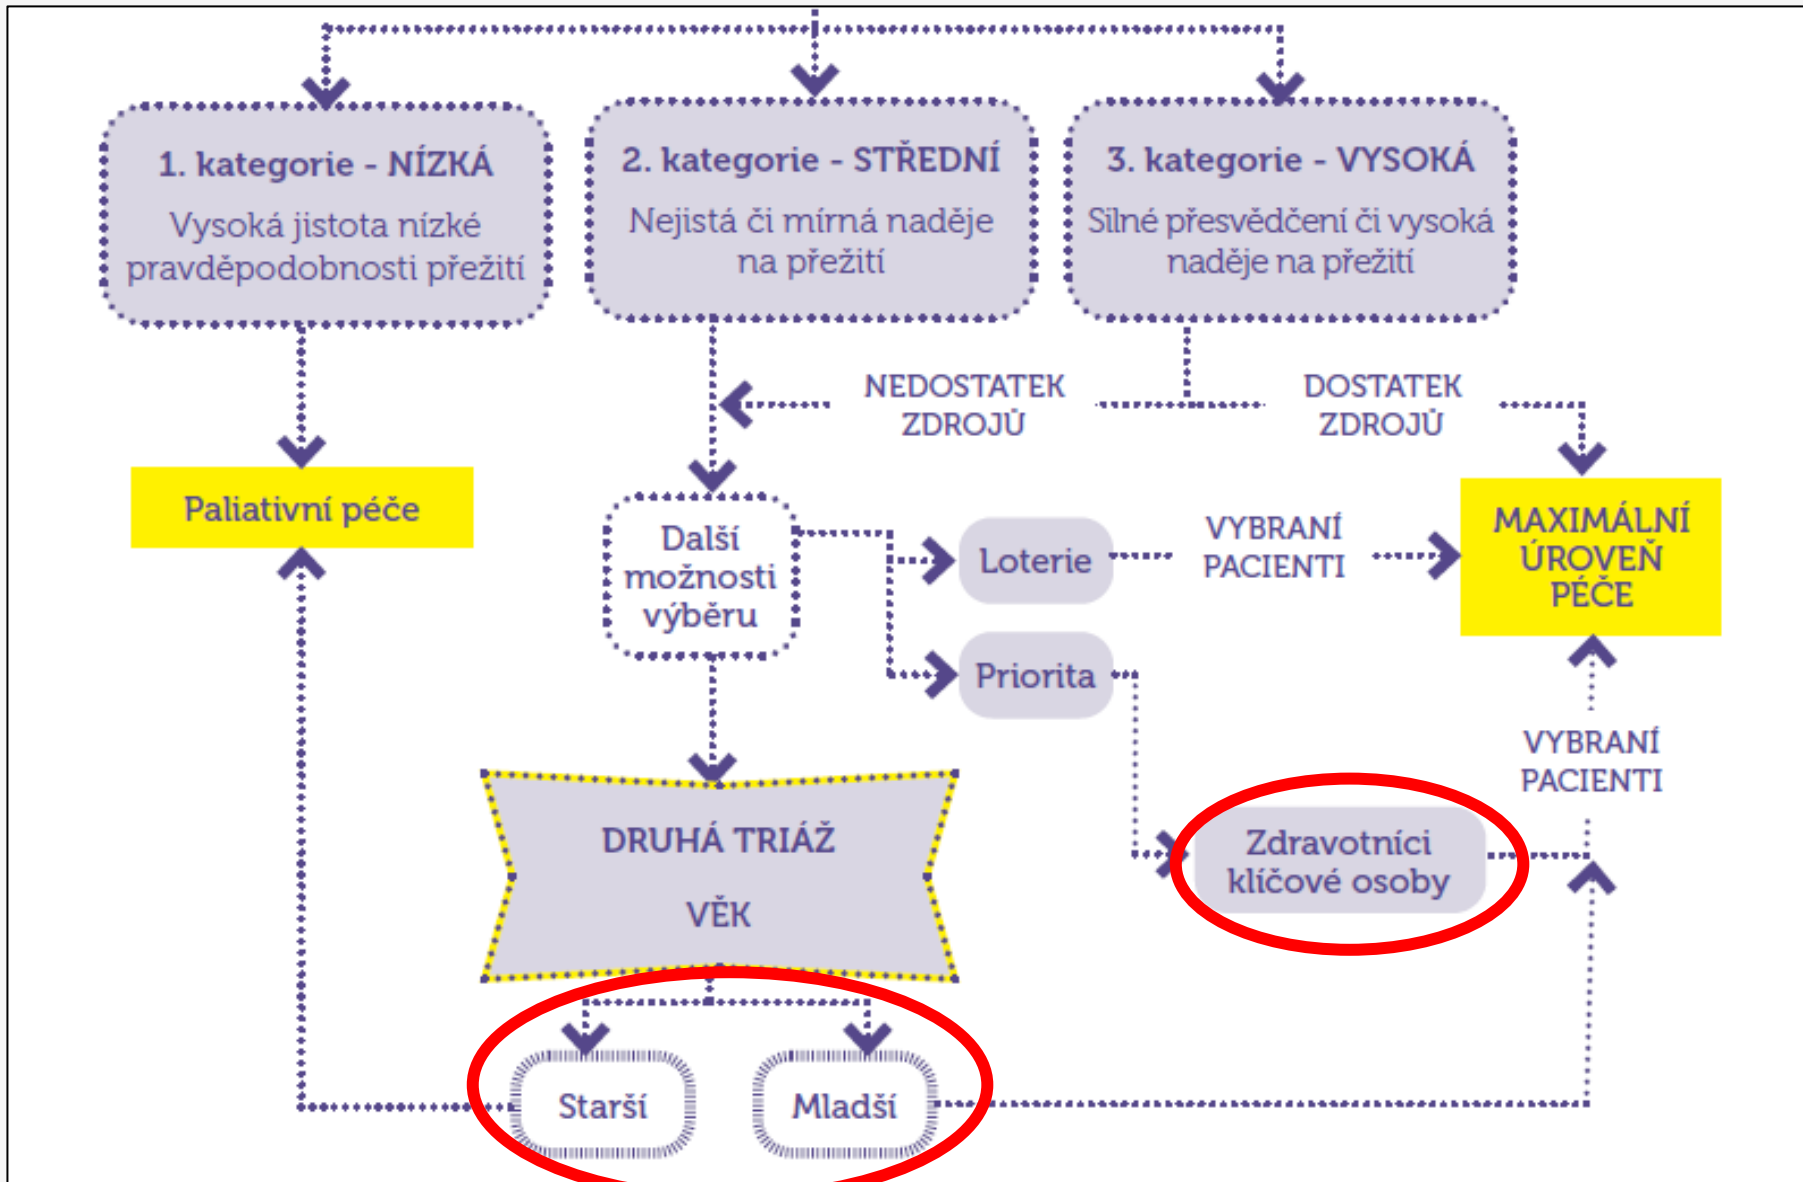 1. kategorie - NÍZKÁ
Vysoká jistota nízké
pravděpodobnosti přežití
2. kategorie - STŘEDNÍ
Nejistá či mírná naděje
na přežití
3. kategorie - VYSOKÁ
Silné přesvědčení či vysoká
naděje na přežití
NEDOSTATEK
ZDROJŮ
DOSTATEK
ZDROJŮ
Paliativní péče
Další
možnosti
výběru
Loterie
VYBRANÍ
PACIENTI
MAXIMÁLNÍ
ÚROVEŇ
PÉČE
Priorita
VYBRANÍ
PACIENTI
Zdravotníci
klíčové osoby
DRUHÁ TRIÁŽ
VĚK
Starší
Mladší